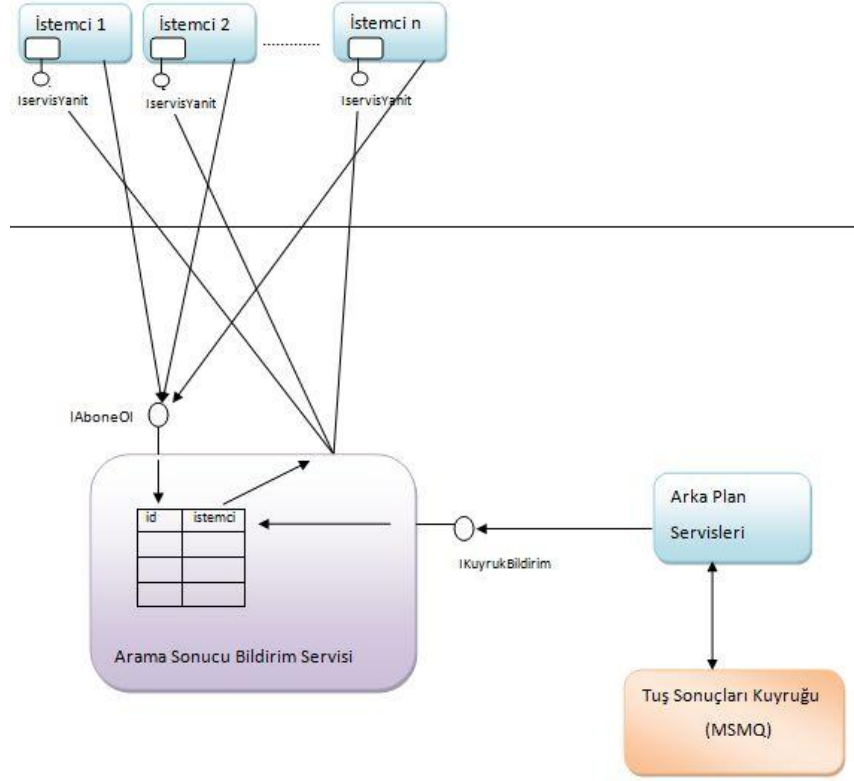 İstemci 1
İstemci 2
İstemci n
IservisYanit
IservisYanit
IservisYanit
IAboneOl
id
istemci
Arama Sonucu Bildirim Servisi
IKuyrukBildirim
Arka Plan
Servisleri
Tuş Sonuçları Kuyruğu
(MSMQ)